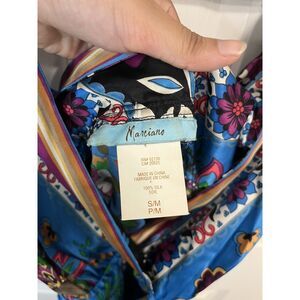 Marciano
MADE IN CHINA
FABRIQUÉ EN CHINE
100% SILK
SOIE
S/M
P/M